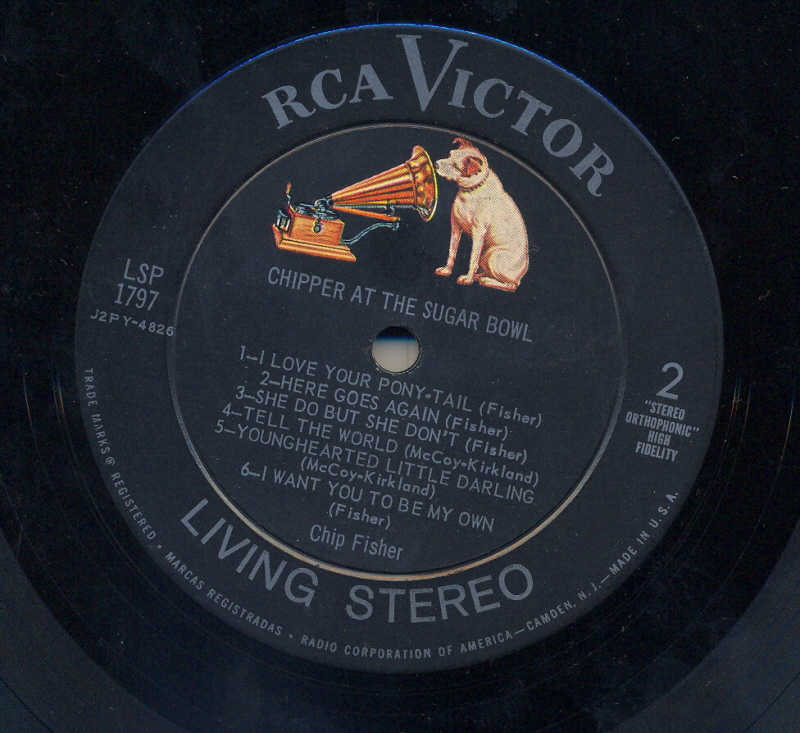 RCA VICTOR
CHIPPER AT THE SUGAR BOWL
LSP
1797
J2PY-4826
1—I LOVE YOUR PONY-TAIL (Fisher)
2—HERE GOES AGAIN (Fisher)
3—SHE DO BUT SHE DON'T (Fisher)
4—TELL THE WORLD (McCoy-Kirkland)
5—YOUNGHEARTED LITTLE DARLING
(McCoy-Kirkland)
6—I WANT YOU TO BE MY OWN
(Fisher)
Chip Fisher
2
"STEREO
ORTHOPHONIC"
HIGH
FIDELITY
LIVING STEREO
TRADE MARKS ® REGISTERED • MARCAS REGISTRADAS • RADIO CORPORATION OF AMERICA—CAMDEN, N. J.—MADE IN U.S.A.